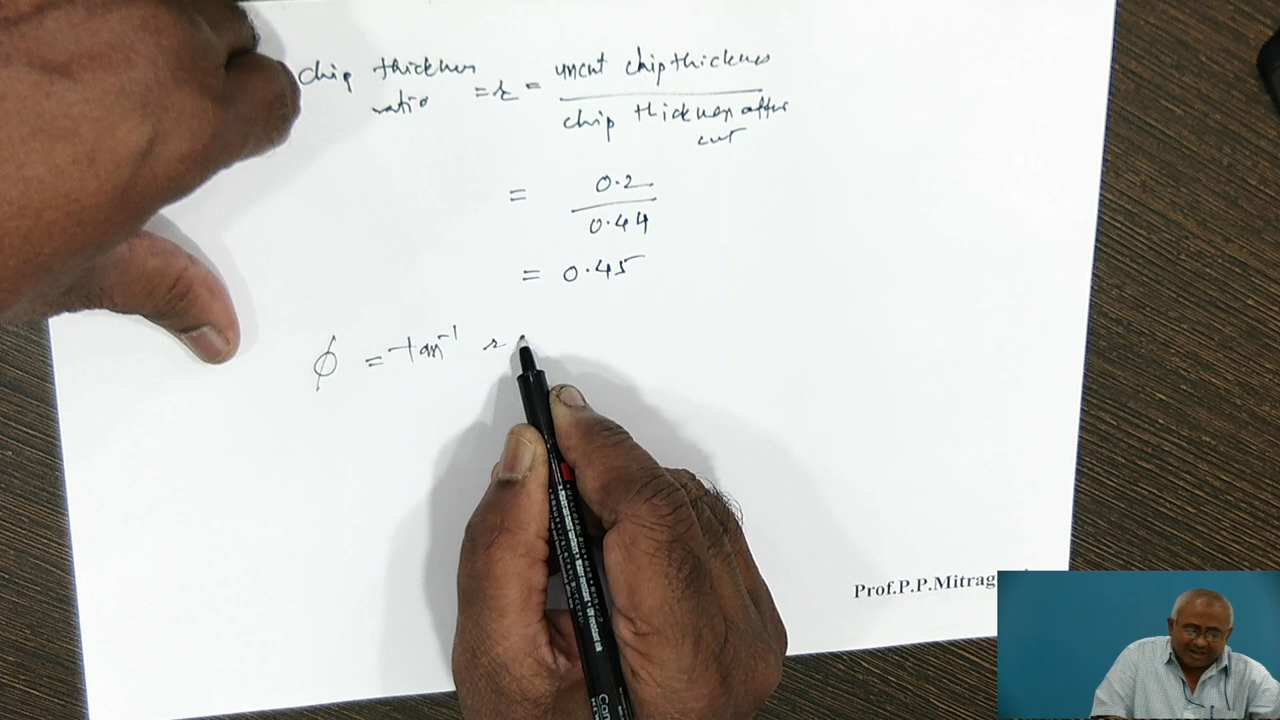 chip thickness uncut chip thickness
ratio = r =
chip thickness after
cut
= 0.2
0.44
= 0.45
φ = tan⁻¹ r
Prof.P.P.Mitrag